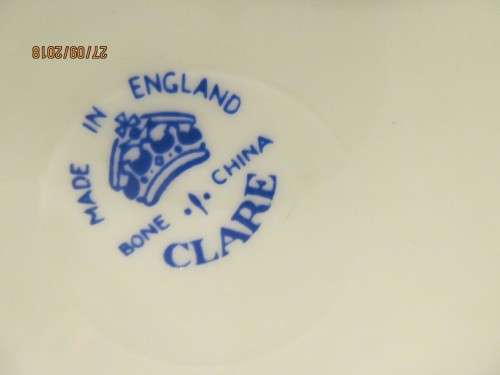 27/09/2018
MADE IN ENGLAND
BONE CHINA
CLARE